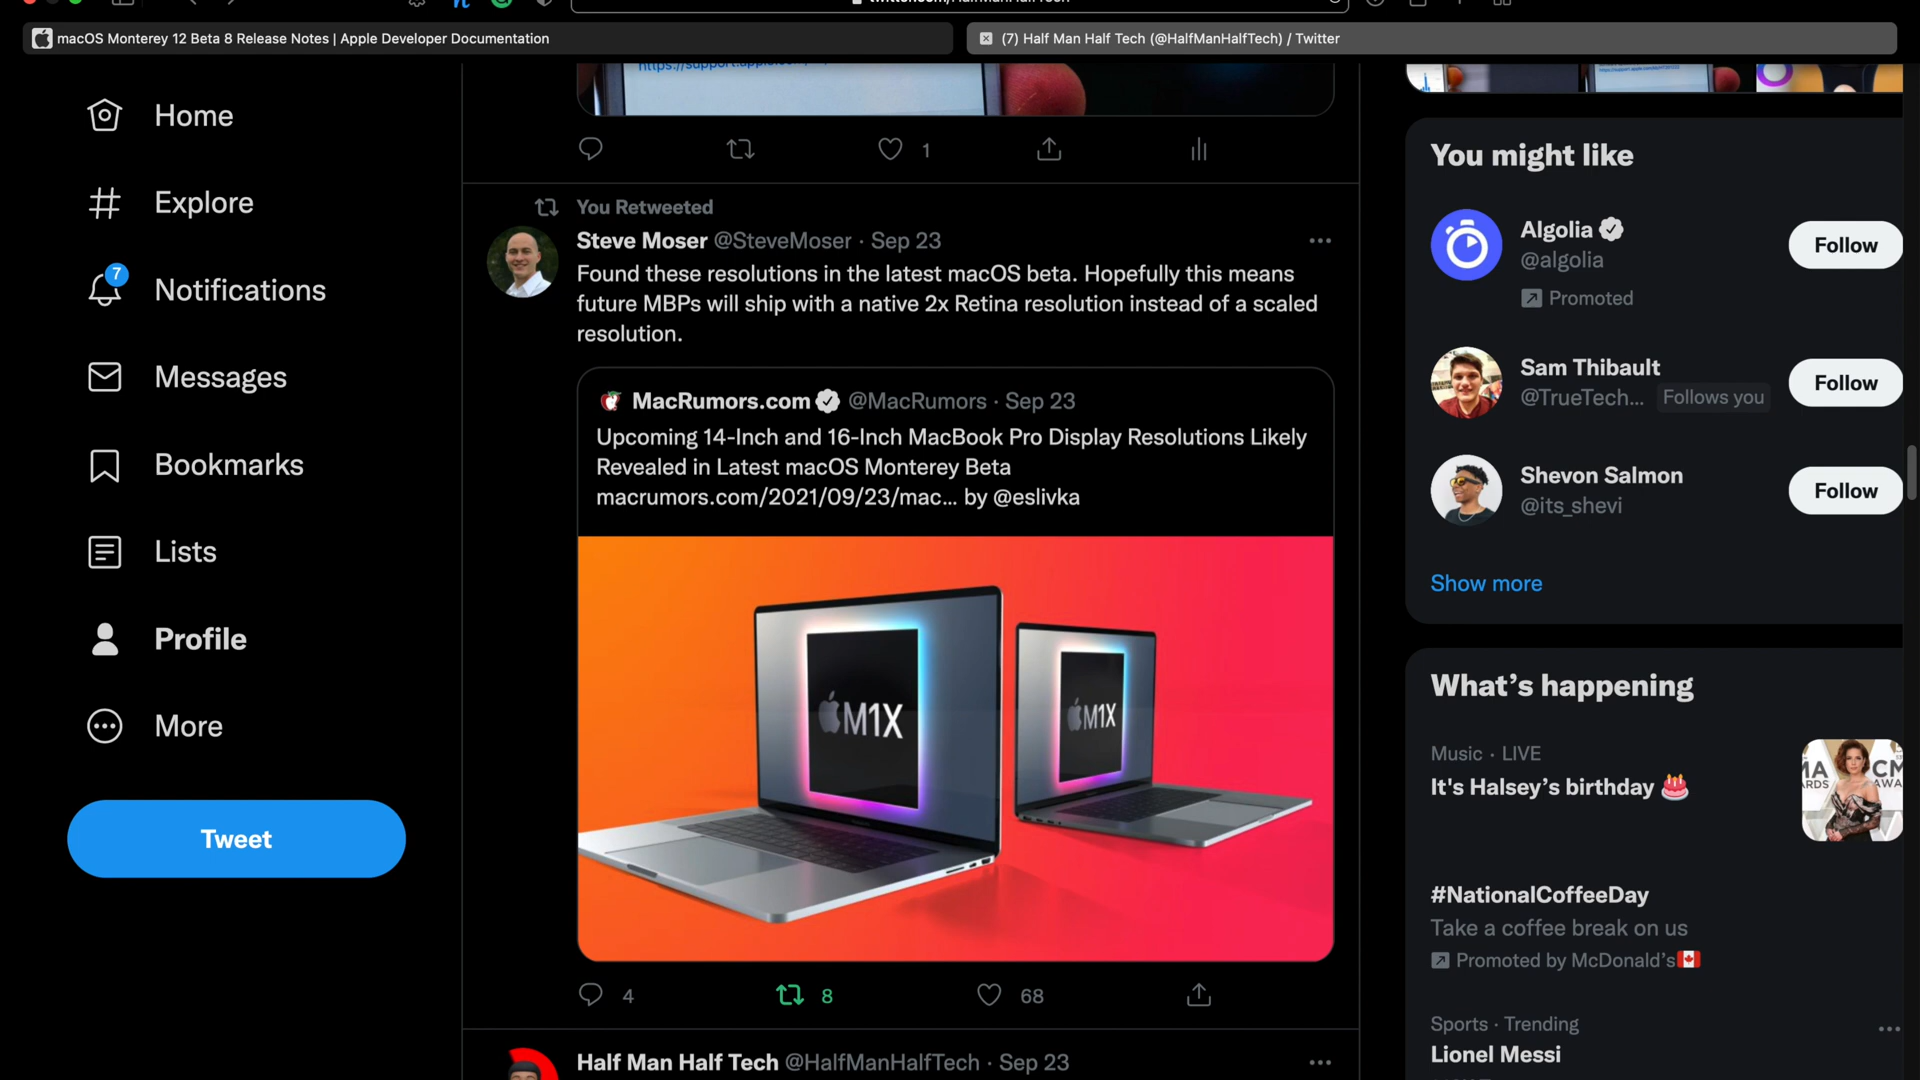 macOS Monterey 12 Beta 8 Release Notes | Apple Developer Documentation
(7) Half Man Half Tech (@HalfManHalfTech) / Twitter
Home
Explore
7
Notifications
Messages
Bookmarks
Lists
Profile
More
Tweet
1
You Retweeted
Steve Moser @SteveMoser · Sep 23
Found these resolutions in the latest macOS beta. Hopefully this means
future MBPs will ship with a native 2x Retina resolution instead of a scaled
resolution.
MacRumors.com @MacRumors · Sep 23
Upcoming 14-Inch and 16-Inch MacBook Pro Display Resolutions Likely
Revealed in Latest macOS Monterey Beta
macrumors.com/2021/09/23/mac... by @eslivka
M1X
M1X
4
8
68
Half Man Half Tech @HalfManHalfTech · Sep 23
You might like
Algolia
@algolia
Promoted
Follow
Sam Thibault
@TrueTech... Follows you
Follow
Shevon Salmon
@its_shevi
Follow
Show more
What's happening
Music · LIVE
It's Halsey's birthday
#NationalCoffeeDay
Take a coffee break on us
Promoted by McDonald's
Sports · Trending
Lionel Messi